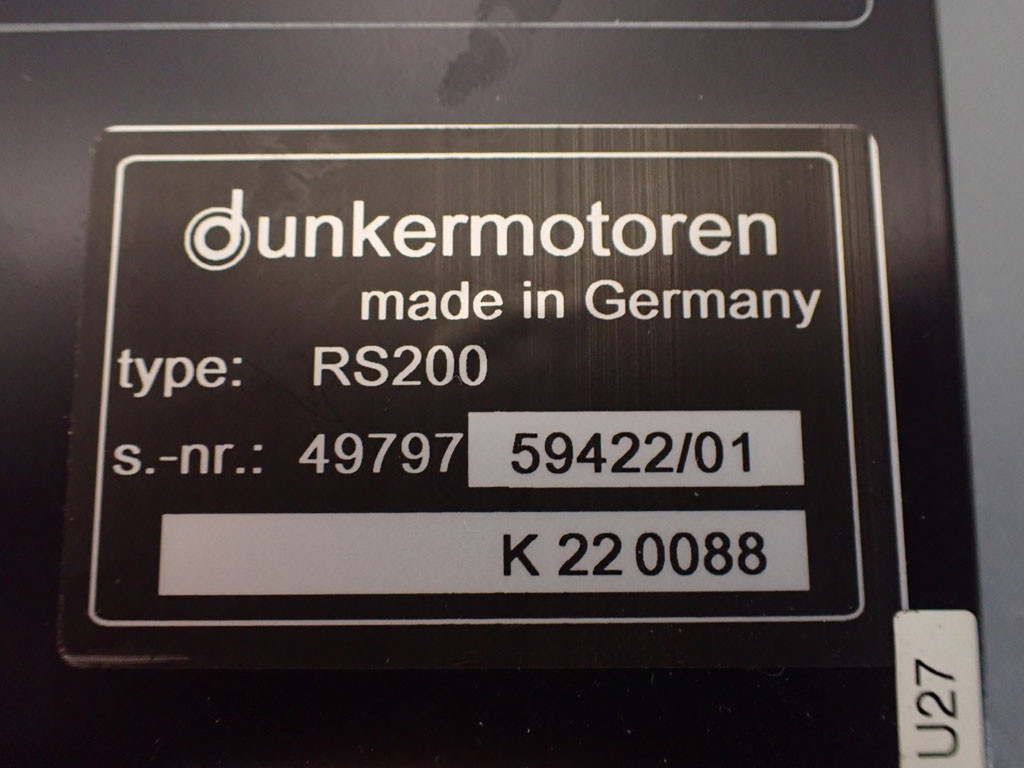 dunkermotoren
made in Germany
type: RS200
s.-nr.: 49797 59422/01
K 22 0088
U27